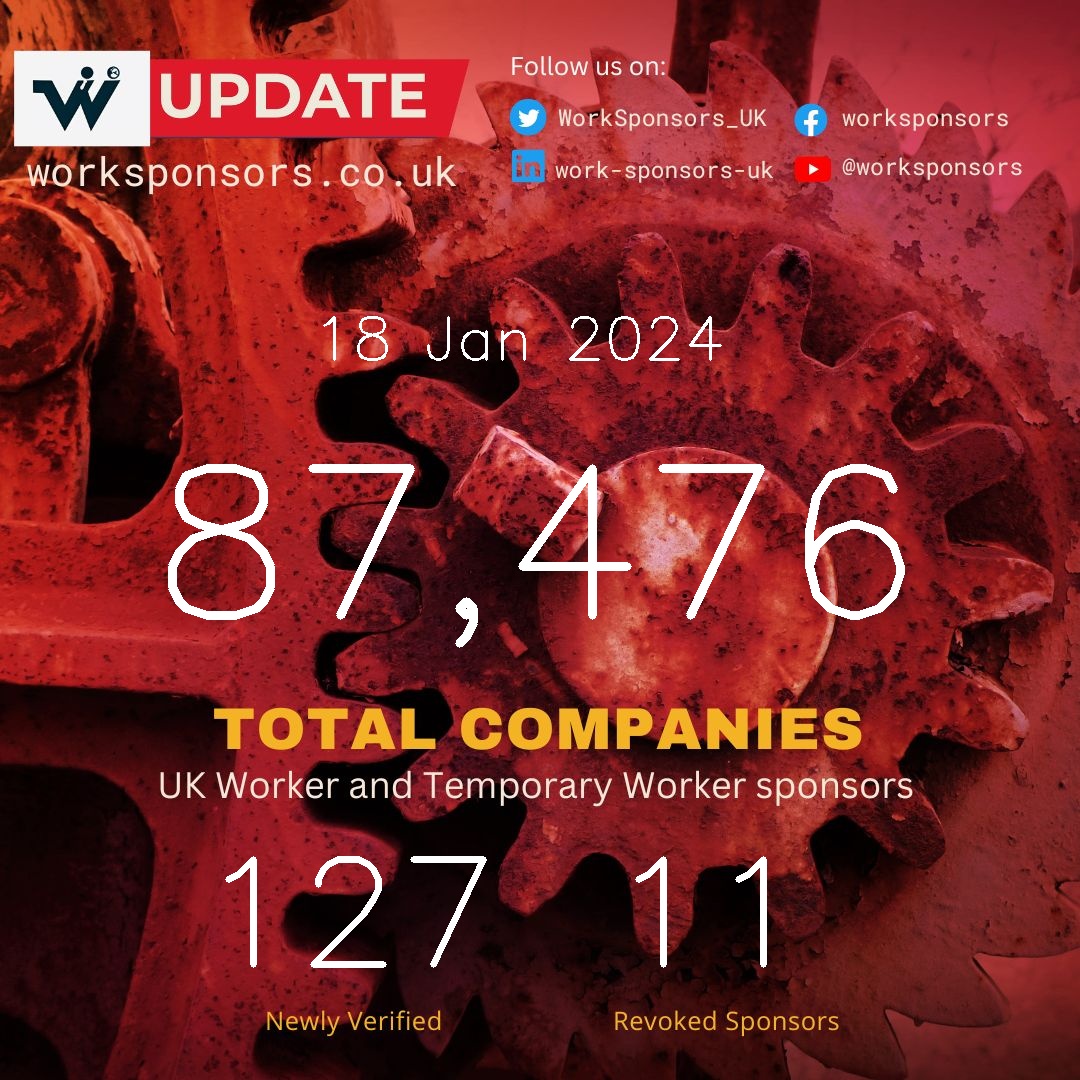 UPDATE
worksponsors.co.uk
Follow us on:
WorkSponsors_UK
worksponsors
work-sponsors-uk
@worksponsors
18 Jan 2024
87,476
TOTAL COMPANIES
UK Worker and Temporary Worker sponsors
127
11
Newly Verified
Revoked Sponsors